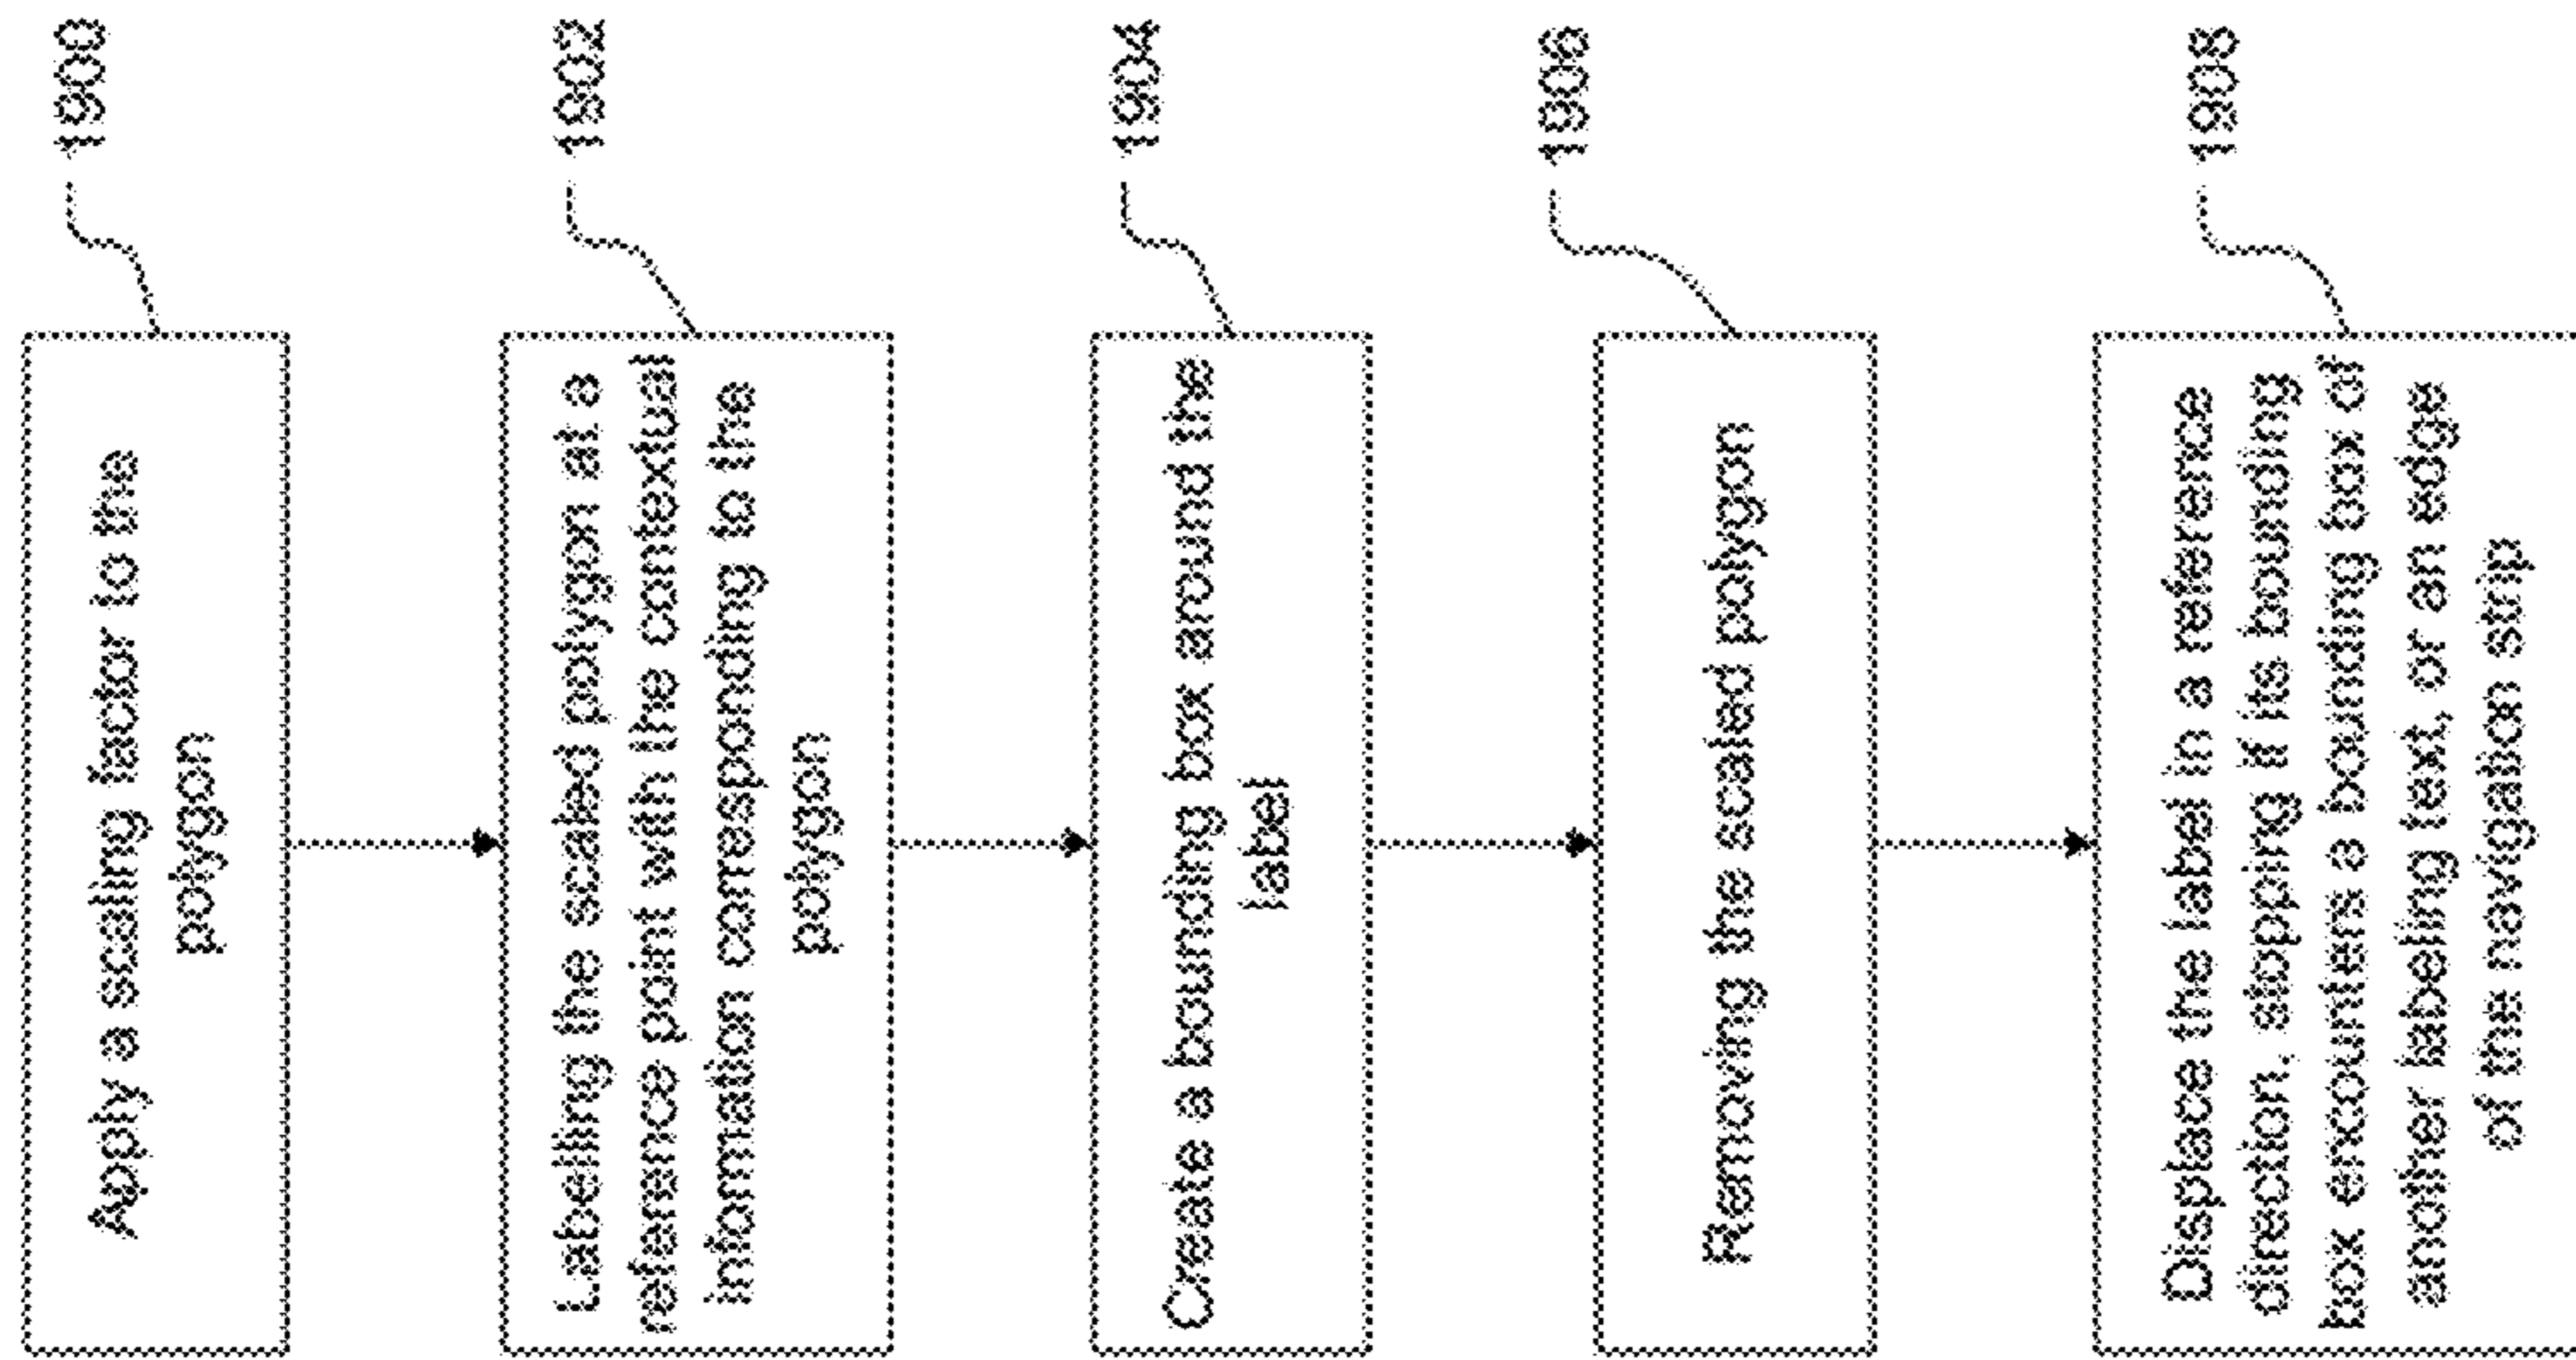 Apply a scaling factor to the
polygon
1900
Labelling the scaled polygon at a
reference point with the contextual
information corresponding to the
polygon
1902
Create a bounding box around the
label
1904
Removing the scaled polygon
1906
Displace the label in a reference
direction, stopping if its bounding
box encounters a bounding box of
another labeling text, or an edge
of the navigation strip
1908